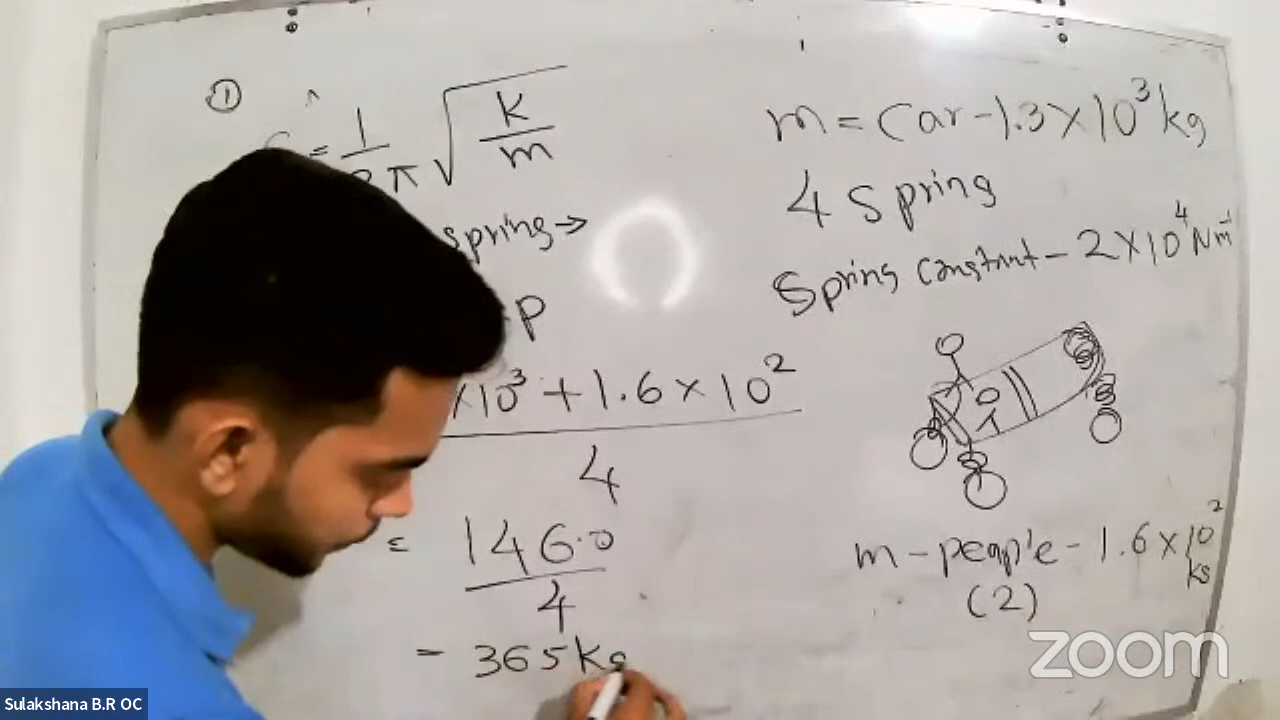 ①
= 1/2π √(k/m)
spring →
P
×10³ + 1.6 × 10²
4
= 1460
4
= 365 kg
m = Car - 1.3 × 10³ kg
4 spring
Spring constant - 2 × 10⁴ Nm⁻¹
m - people - 1.6 × 10² kg
(2)
zoom
Sulakshana B.R OC